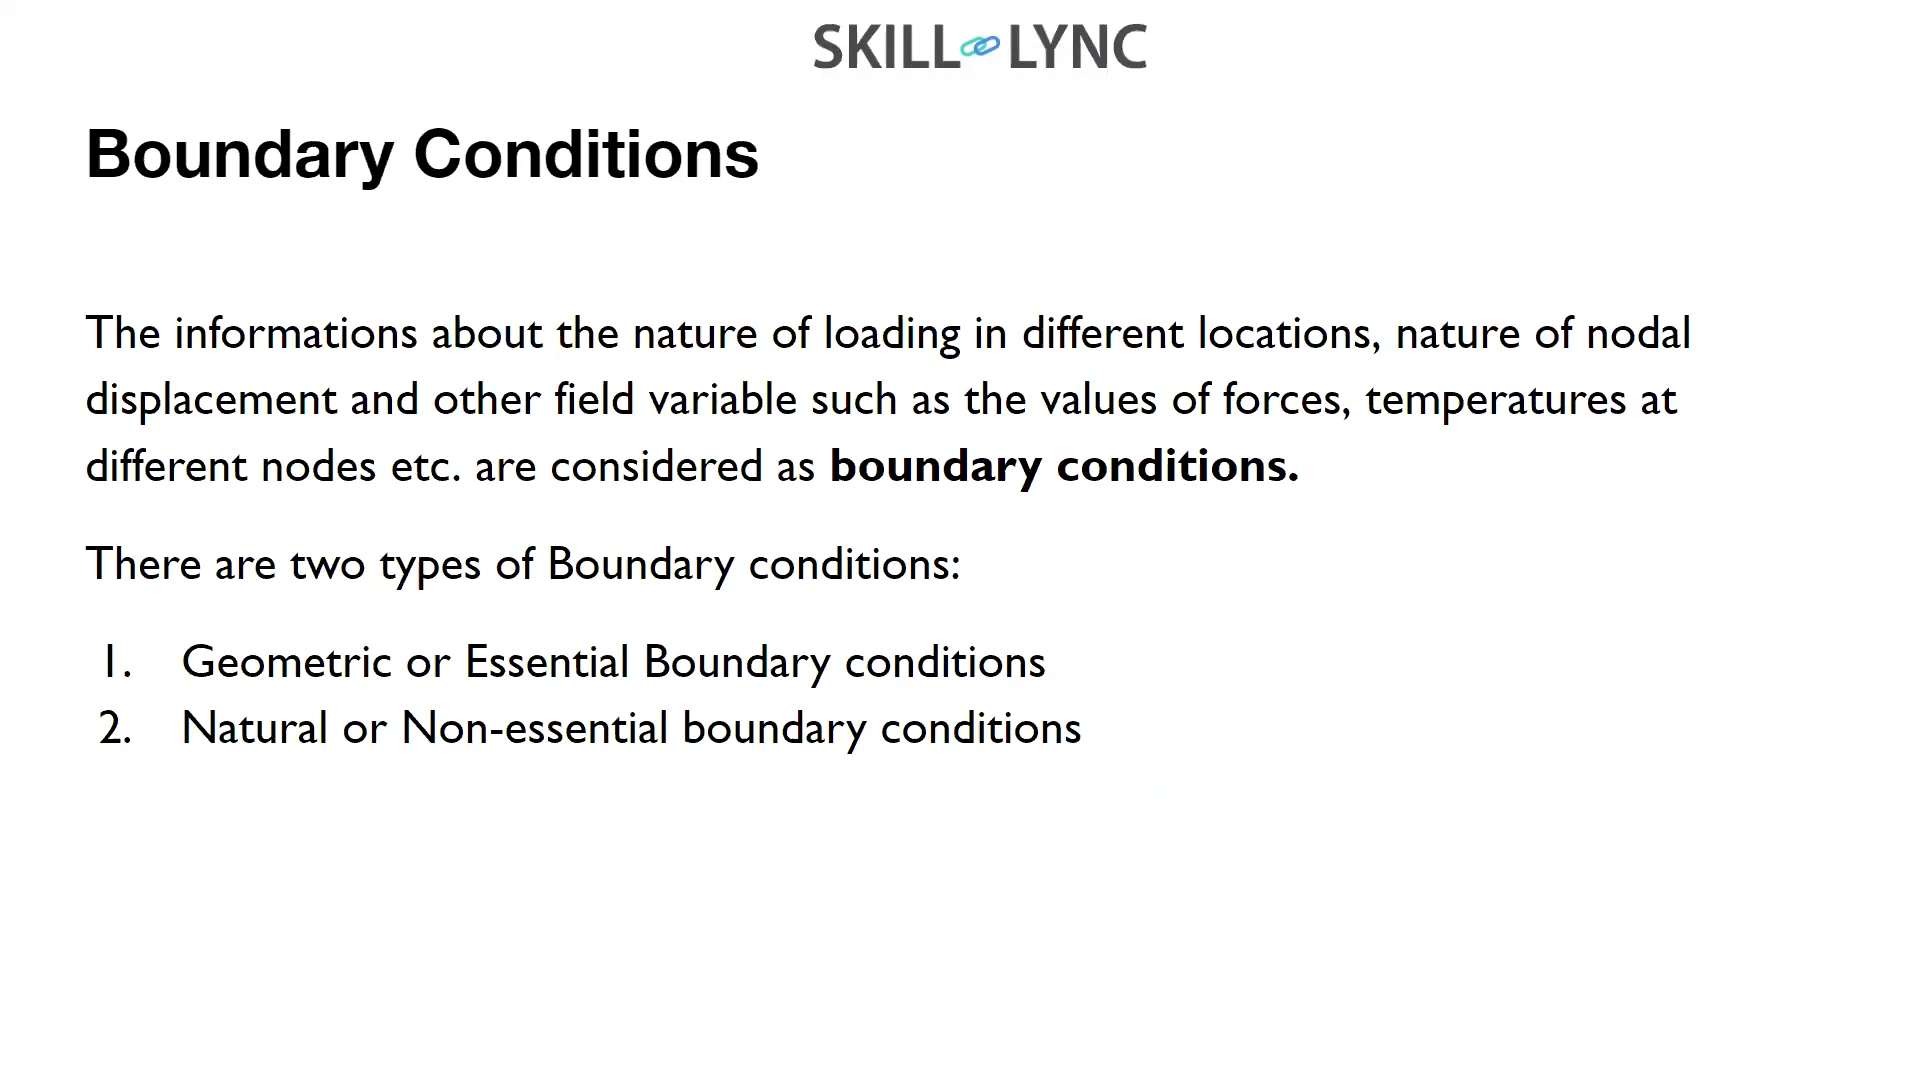 SKILL LYNC
Boundary Conditions
The informations about the nature of loading in different locations, nature of nodal
displacement and other field variable such as the values of forces, temperatures at
different nodes etc. are considered as boundary conditions.
There are two types of Boundary conditions:
1. Geometric or Essential Boundary conditions
2. Natural or Non-essential boundary conditions